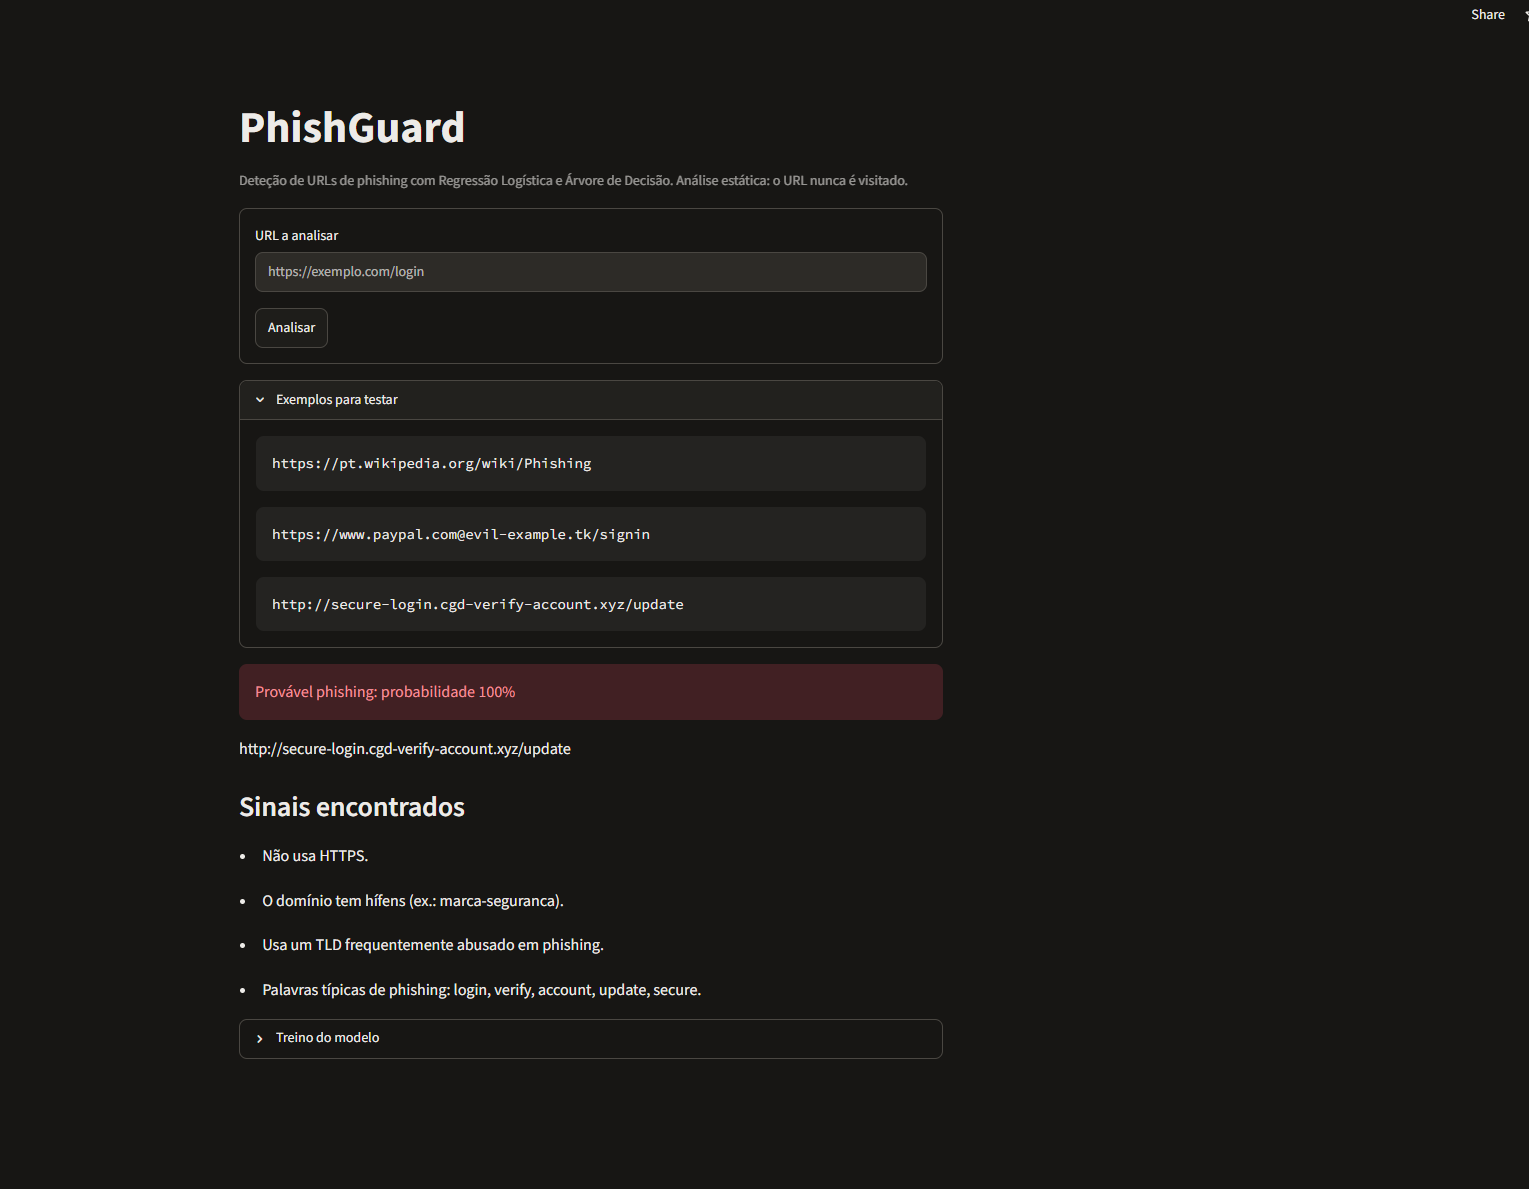 Share
PhishGuard
Deteção de URLs de phishing com Regressão Logística e Árvore de Decisão. Análise estática: o URL nunca é visitado.
URL a analisar
https://exemplo.com/login
Analisar
Exemplos para testar
https://pt.wikipedia.org/wiki/Phishing
https://www.paypal.com@evil-example.tk/signin
http://secure-login.cgd-verify-account.xyz/update
Provável phishing: probabilidade 100%
http://secure-login.cgd-verify-account.xyz/update
Sinais encontrados
Não usa HTTPS.
O domínio tem hífens (ex.: marca-seguranca).
Usa um TLD frequentemente abusado em phishing.
Palavras típicas de phishing: login, verify, account, update, secure.
Treino do modelo